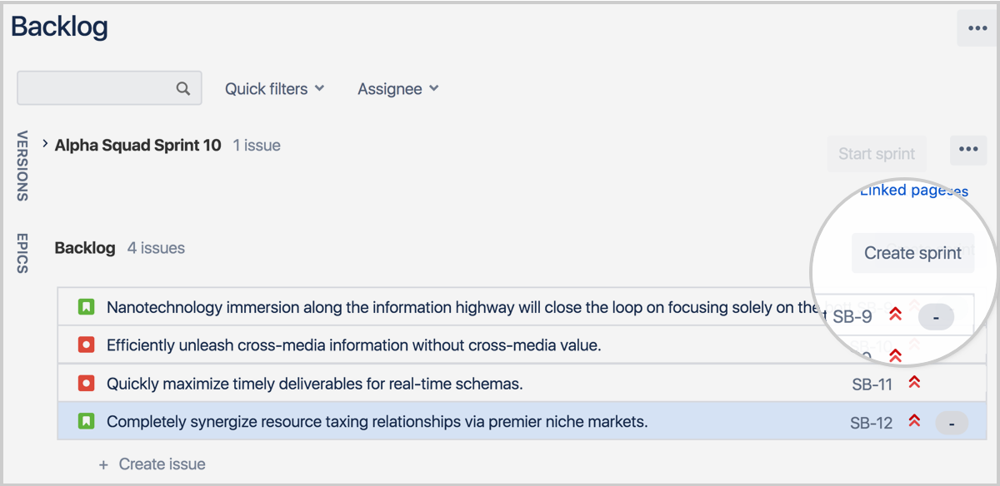 Backlog
Quick filters
Assignee
VERSIONS
Alpha Squad Sprint 10 1 issue
Start sprint
Linked pages
EPICS
Backlog 4 issues
Create sprint
Nanotechnology immersion along the information highway will close the loop on focusing solely on the SB-9 -
Efficiently unleash cross-media information without cross-media value. SB-10
Quickly maximize timely deliverables for real-time schemas. SB-11
Completely synergize resource taxing relationships via premier niche markets. SB-12 -
+ Create issue